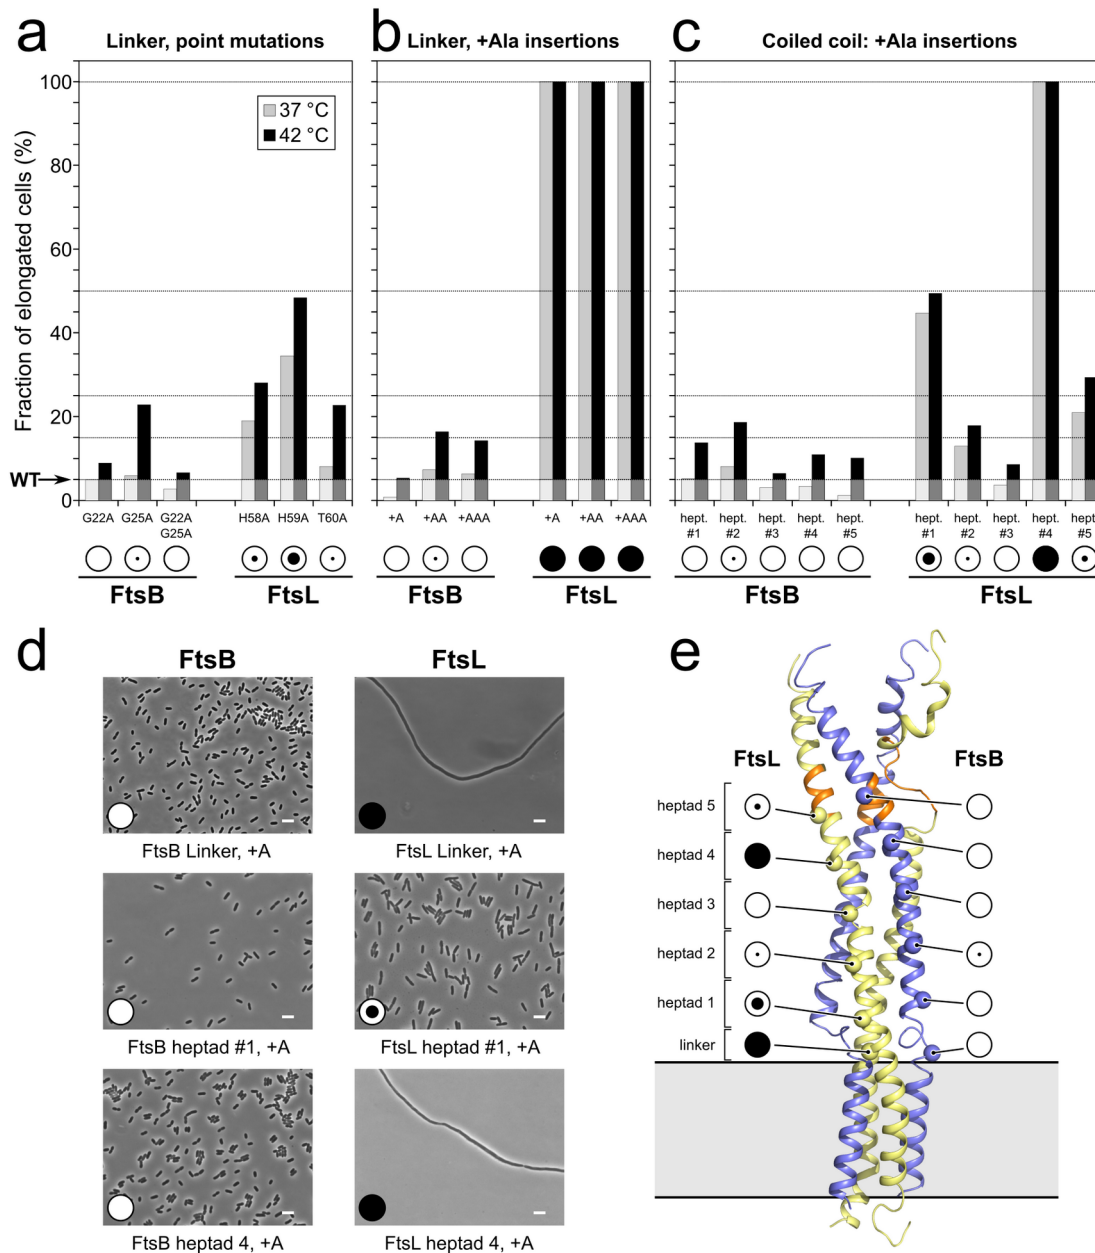 a
Linker, point mutations
b
Linker, +Ala insertions
c
Coiled coil: +Ala insertions
Fraction of elongated cells (%)
100
80
60
40
20
0
WT
37 °C
42 °C
G22A G25A G22A H58A H59A T60A
G25A
FtsB FtsL
+A +AA +AAA +A +AA +AAA
FtsB FtsL
hept. hept. hept. hept. hept. hept. hept. hept. hept. hept.
#1 #2 #3 #4 #5 #1 #2 #3 #4 #5
FtsB FtsL
d
FtsB FtsL
FtsB Linker, +A FtsL Linker, +A
FtsB heptad #1, +A FtsL heptad #1, +A
FtsB heptad 4, +A FtsL heptad 4, +A
e
FtsL FtsB
heptad 5
heptad 4
heptad 3
heptad 2
heptad 1
linker